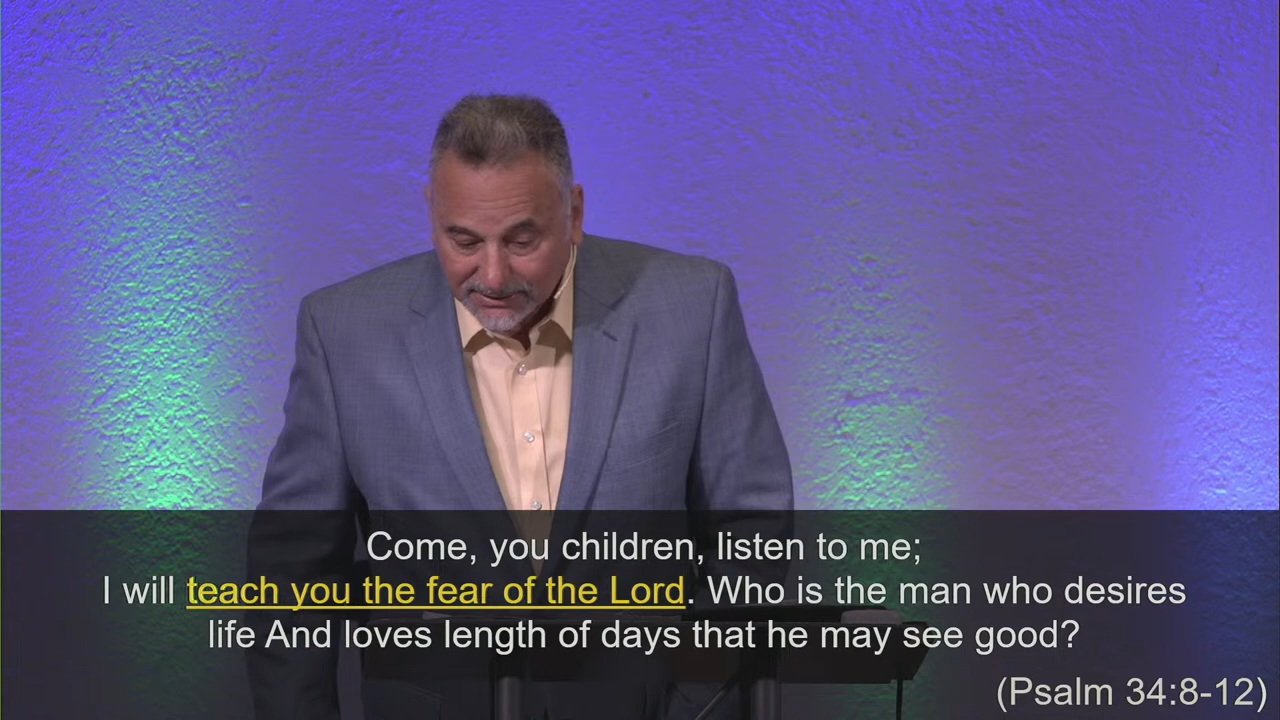 Come, you children, listen to me;
I will teach you the fear of the Lord. Who is the man who desires
life And loves length of days that he may see good?
(Psalm 34:8-12)